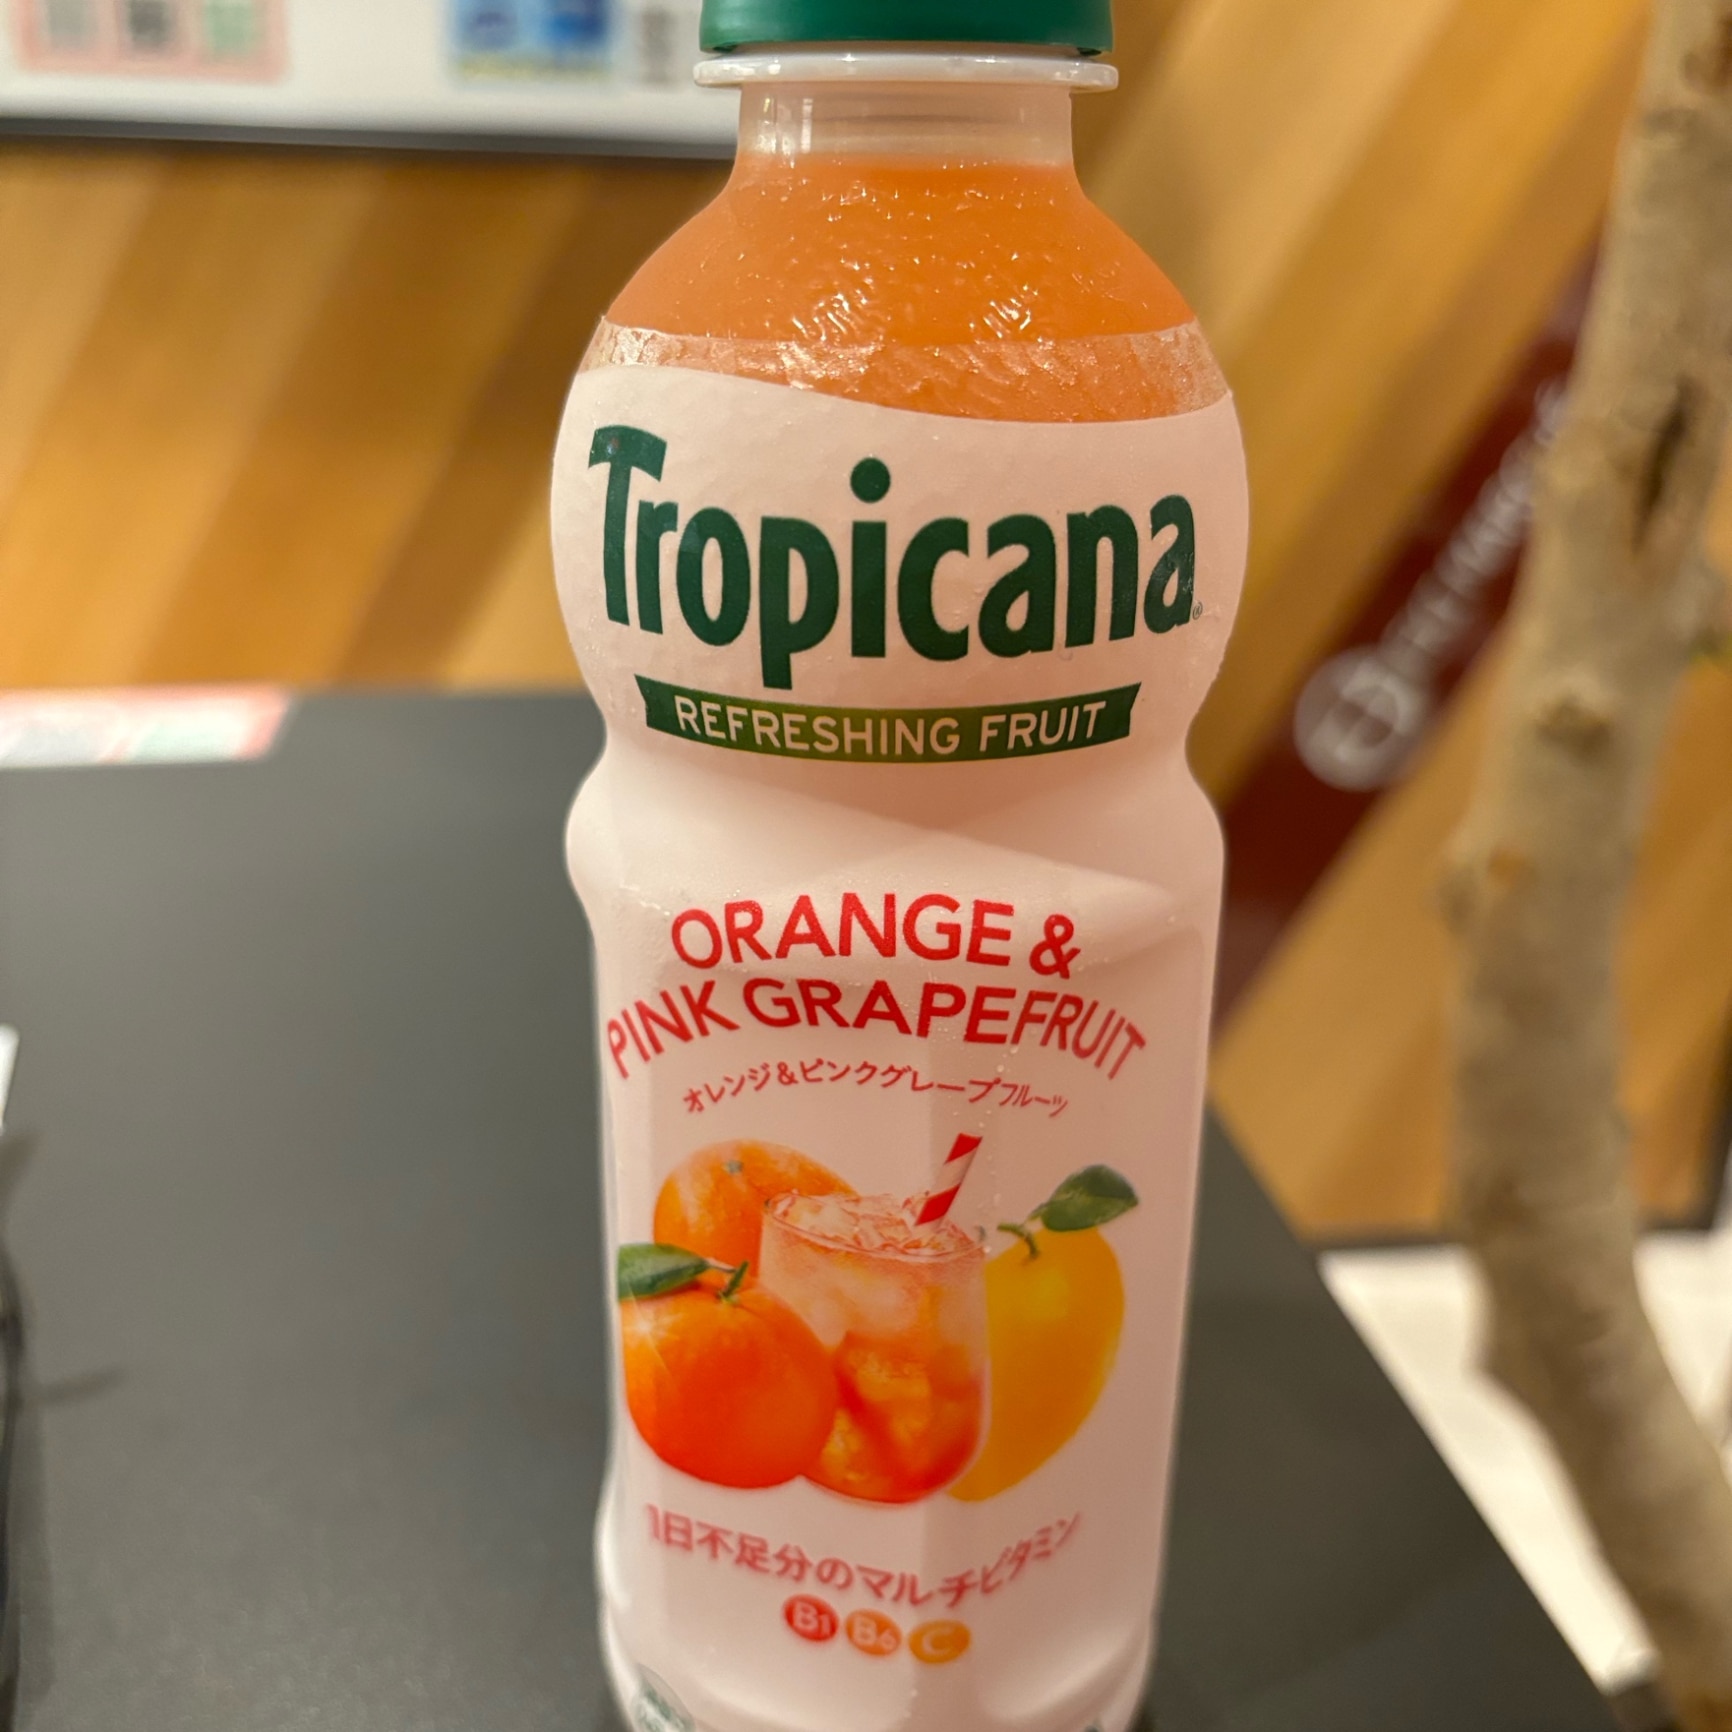 Tropicana®
REFRESHING FRUIT
ORANGE &
PINK GRAPEFRUIT
オレンジ&ピンクグレープフルーツ
1日不足分のマルチビタミン
B1 B6 C